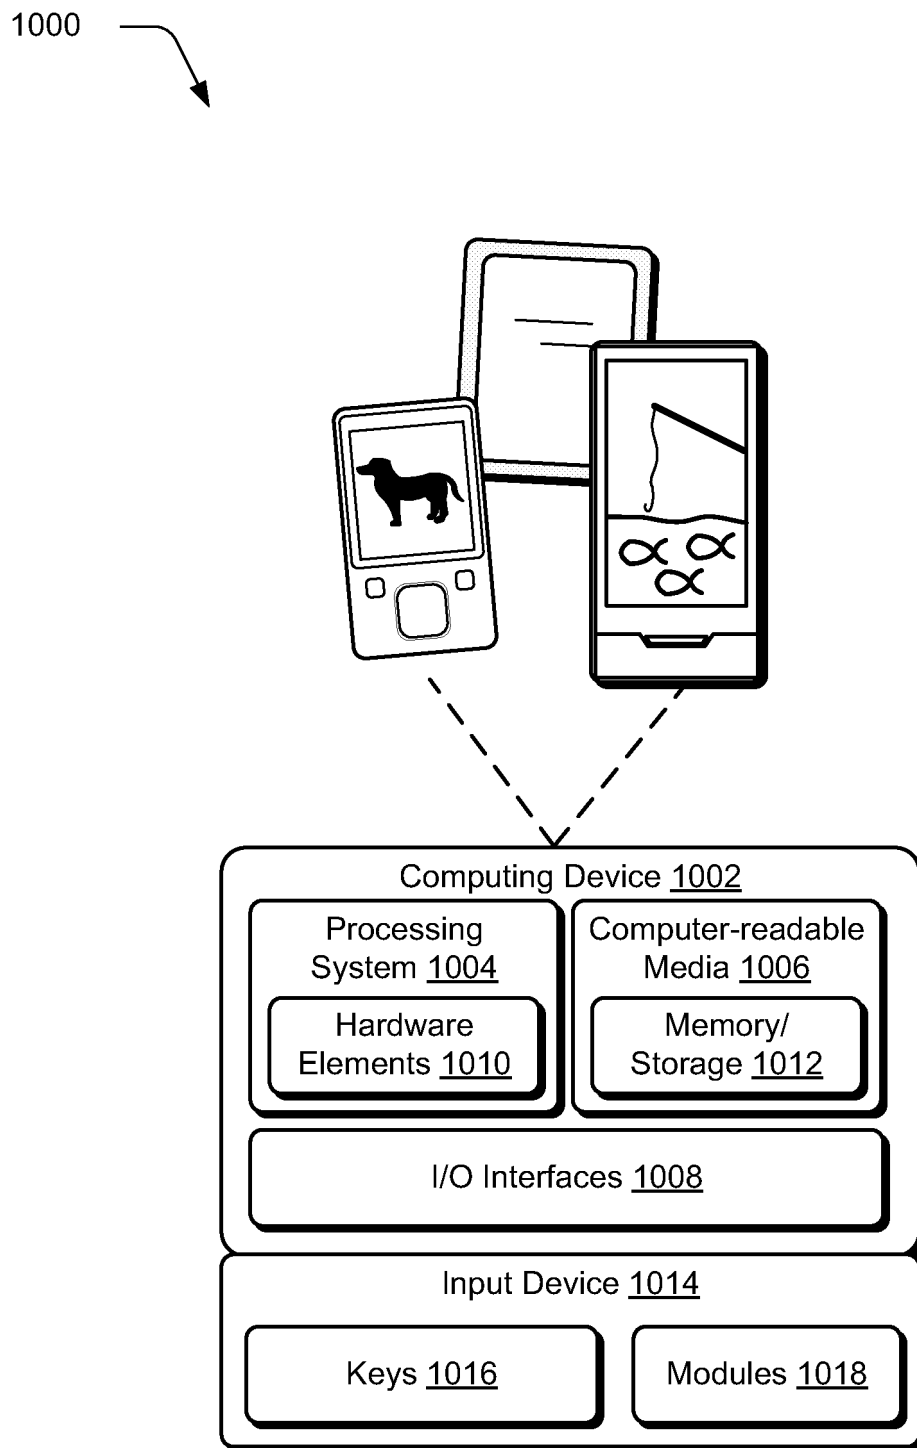 1000
Computing Device 1002
Processing
System 1004
Computer-readable
Media 1006
Hardware
Elements 1010
Memory/
Storage 1012
I/O Interfaces 1008
Input Device 1014
Keys 1016
Modules 1018